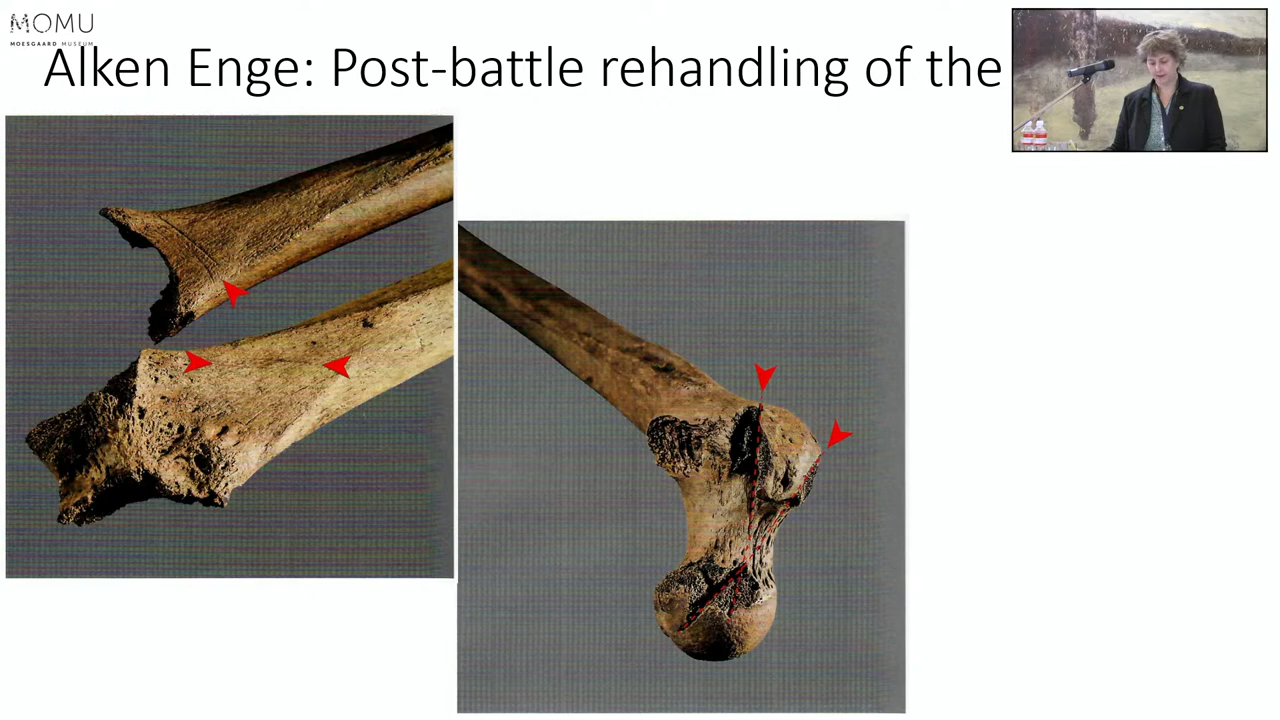 MOMU
MOESGAARD MUSEUM
Alken Enge: Post-battle rehandling of the